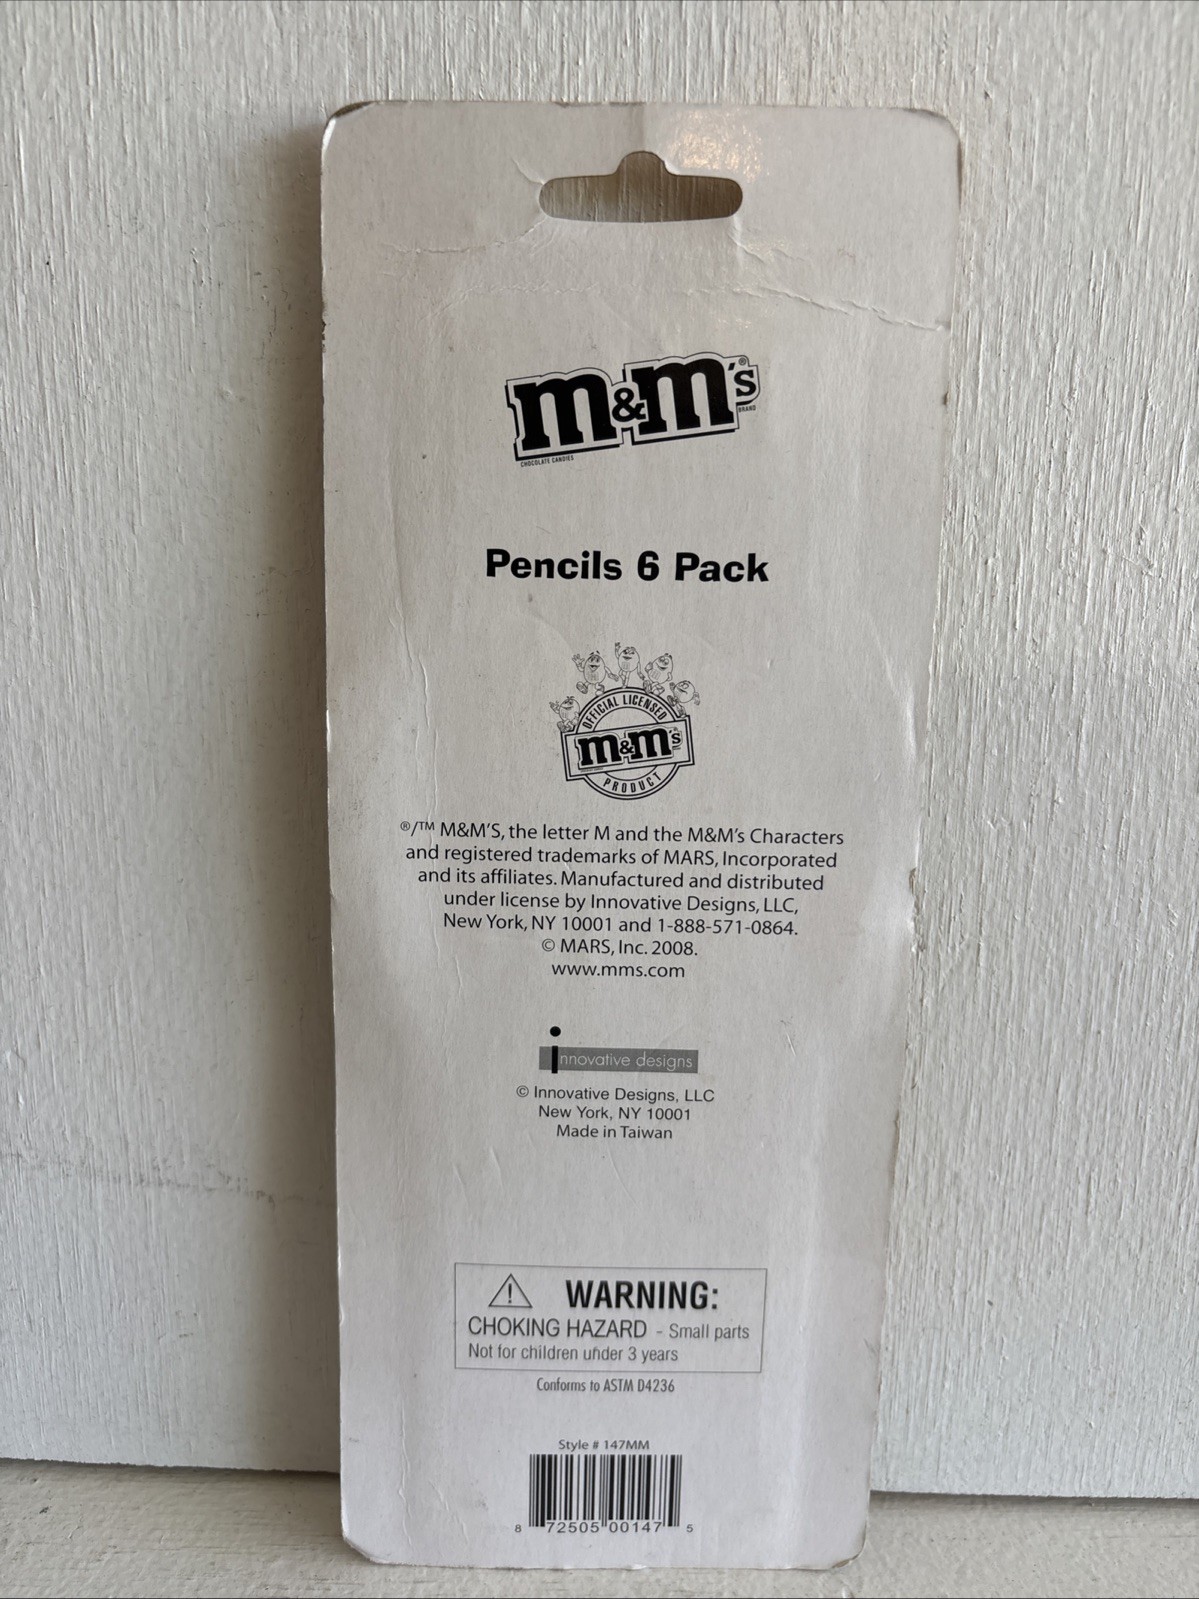 m&m's®
BRAND
CHOCOLATE CANDIES
Pencils 6 Pack
OFFICIAL LICENSED
m&m's
PRODUCT
®/™ M&M'S, the letter M and the M&M's Characters
and registered trademarks of MARS, Incorporated
and its affiliates. Manufactured and distributed
under license by Innovative Designs, LLC,
New York, NY 10001 and 1-888-571-0864.
© MARS, Inc. 2008.
www.mms.com
innovative designs
© Innovative Designs, LLC
New York, NY 10001
Made in Taiwan
WARNING:
CHOKING HAZARD - Small parts
Not for children under 3 years
Conforms to ASTM D4236
Style # 147MM
8 72505 00147 5